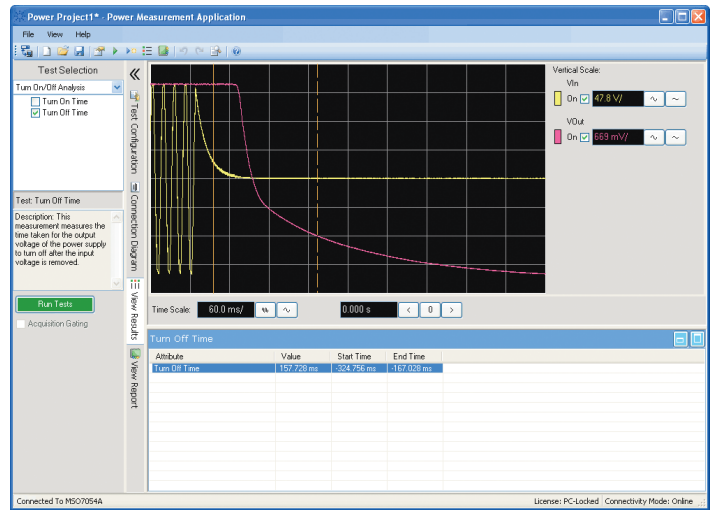 Power Project1* - Power Measurement Application
File View Help
Test Selection
Turn On/Off Analysis
Turn On Time
Turn Off Time
Test: Turn Off Time
Description: This
measurement measures the
time taken for the output
voltage of the power supply
to turn off after the input
voltage is removed.
Run Tests
Acquisition Gating
Test Configuration
Connection Diagram
View Results
View Report
Vertical Scale:
VIn
On 47.8 V/
VOut
On 669 mV/
Time Scale: 60.0 ms/ 0.000 s < 0 >
Turn Off Time
Attribute Value Start Time End Time
Turn Off Time 157.728 ms -324.756 ms -167.028 ms
Connected To MSO7054A
License: PC-Locked Connectivity Mode: Online